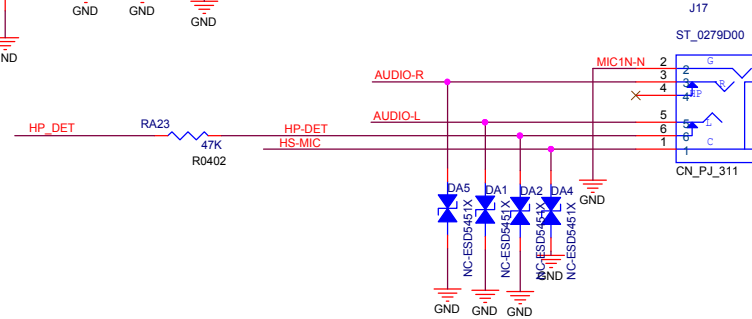 GND
GND
GND
ND
J17
ST_0279D00
MIC1N-N
2
2
G
AUDIO-R
3
3
R
4
4
HP
AUDIO-L
5
5
L
HP_DET
RA23
47K
R0402
HP-DET
6
6
HS-MIC
1
1
C
CN_PJ_311
GND
DA5
NC-ESD5451X
DA1
NC-ESD5451X
DA2
NC-ESD5451X
DA4
NC-ESD5451X
GND
GND
GND
GND